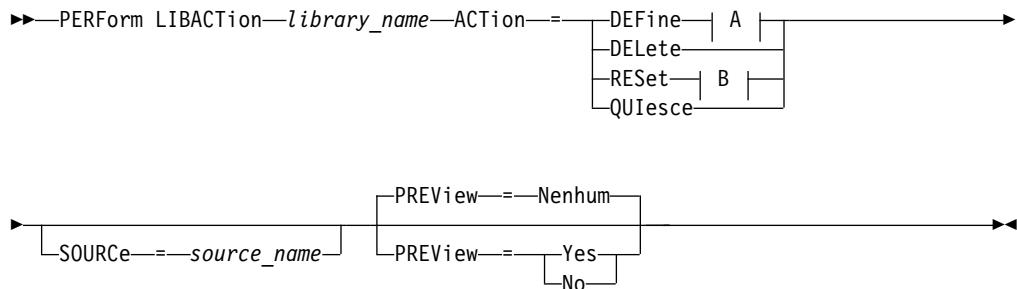 PERForm LIBACTion library_name ACTion = DEFine A
DELete
RESet B
QUIesce
PREView = Nenhum
SOURCe = source_name PREView = Yes
No